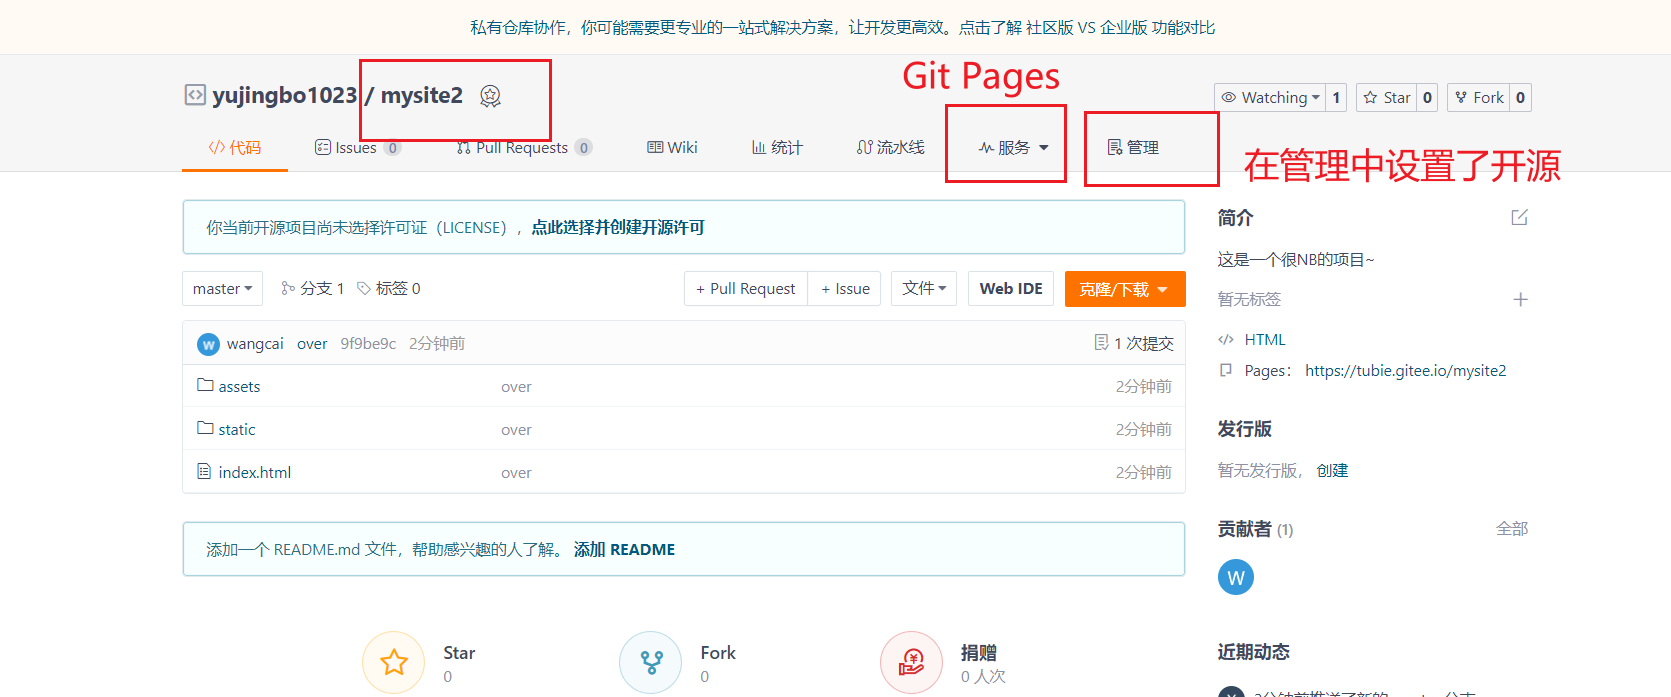 私有仓库协作，你可能需要更专业的一站式解决方案，让开发更高效。点击了解 社区版 VS 企业版 功能对比
Git Pages
yujingbo1023 / mysite2
Watching 1 Star 0 Fork 0
代码 Issues 0 Pull Requests 0 Wiki 统计 流水线 服务 管理
在管理中设置了开源
你当前开源项目尚未选择许可证（LICENSE），点此选择并创建开源许可
master 分支 1 标签 0 + Pull Request + Issue 文件 Web IDE 克隆/下载
W wangcai over 9f9be9c 2分钟前 1 次提交
assets over 2分钟前
static over 2分钟前
index.html over 2分钟前
添加一个 README.md 文件，帮助感兴趣的人了解。 添加 README
Star
0
Fork
0
捐赠
0 人次
简介
这是一个很NB的项目~
暂无标签
HTML
Pages： https://tubie.gitee.io/mysite2
发行版
暂无发行版， 创建
贡献者 (1) 全部
W
近期动态